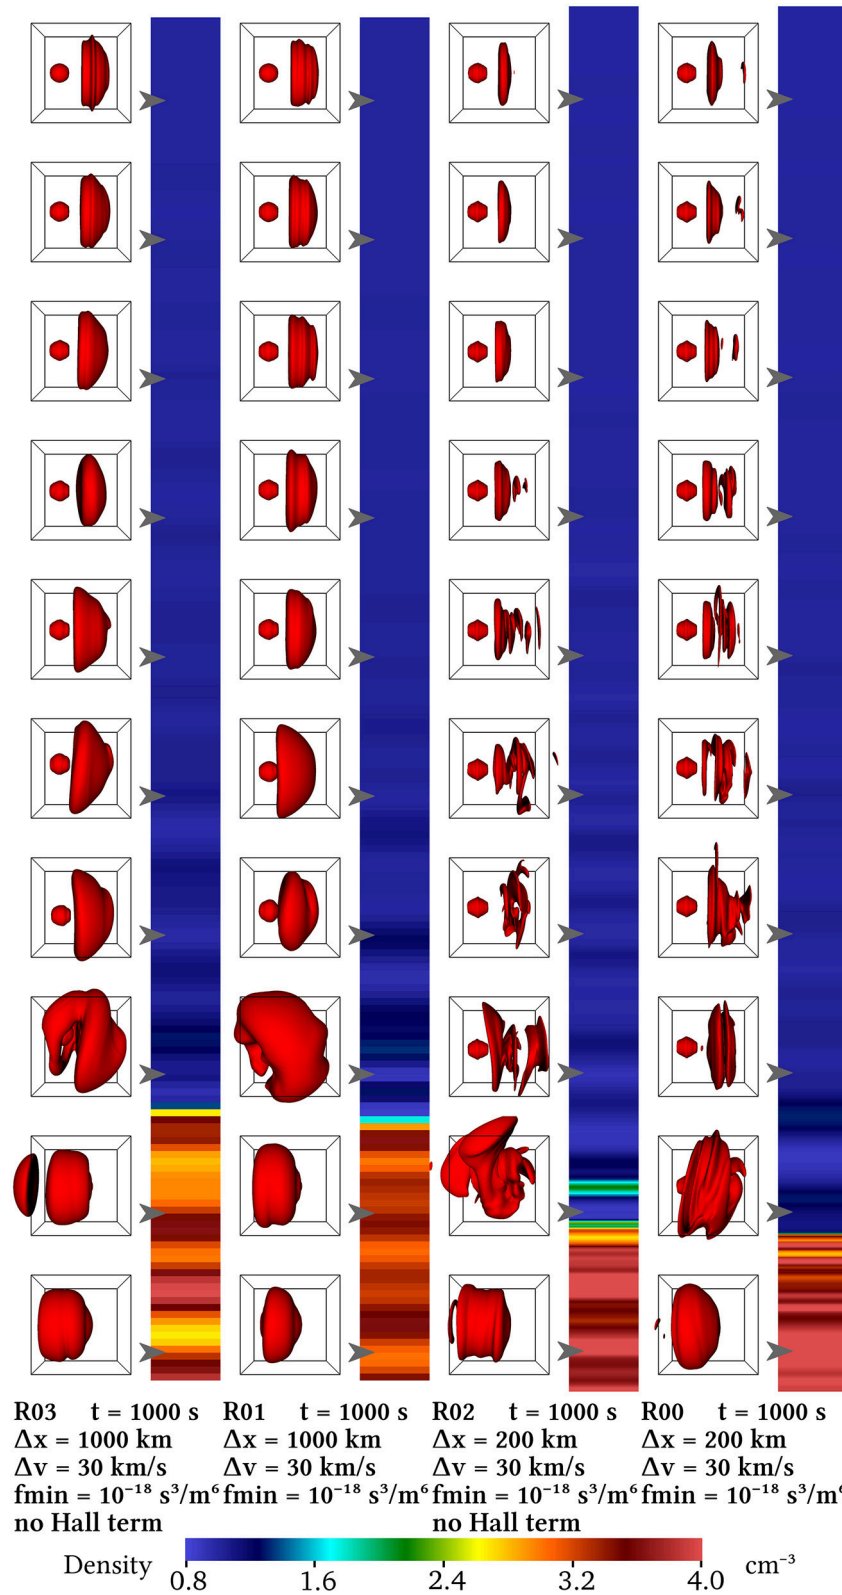 R03 t = 1000 s
Δx = 1000 km
Δv = 30 km/s
fmin = 10⁻¹⁸ s³/m⁶
no Hall term
R01 t = 1000 s
Δx = 1000 km
Δv = 30 km/s
fmin = 10⁻¹⁸ s³/m⁶
R02 t = 1000 s
Δx = 200 km
Δv = 30 km/s
fmin = 10⁻¹⁸ s³/m⁶
no Hall term
R00 t = 1000 s
Δx = 200 km
Δv = 30 km/s
fmin = 10⁻¹⁸ s³/m⁶
Density 0.8 1.6 2.4 3.2 4.0 cm⁻³